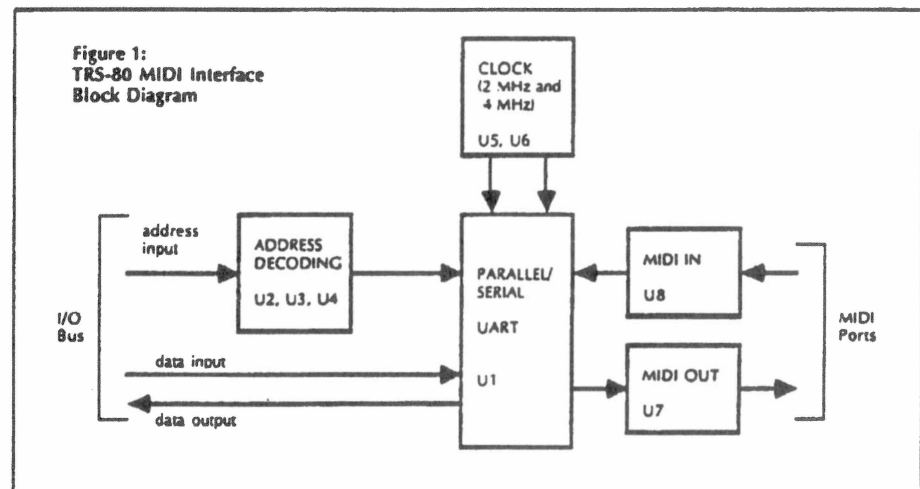 Figure 1:
TRS-80 MIDI Interface
Block Diagram
CLOCK
(2 MHz and
4 MHz)
U5, U6
address
input
ADDRESS
DECODING
U2, U3, U4
PARALLEL/
SERIAL
UART
U1
MIDI IN
U8
I/O
Bus
MIDI
Ports
data input
data output
MIDI OUT
U7